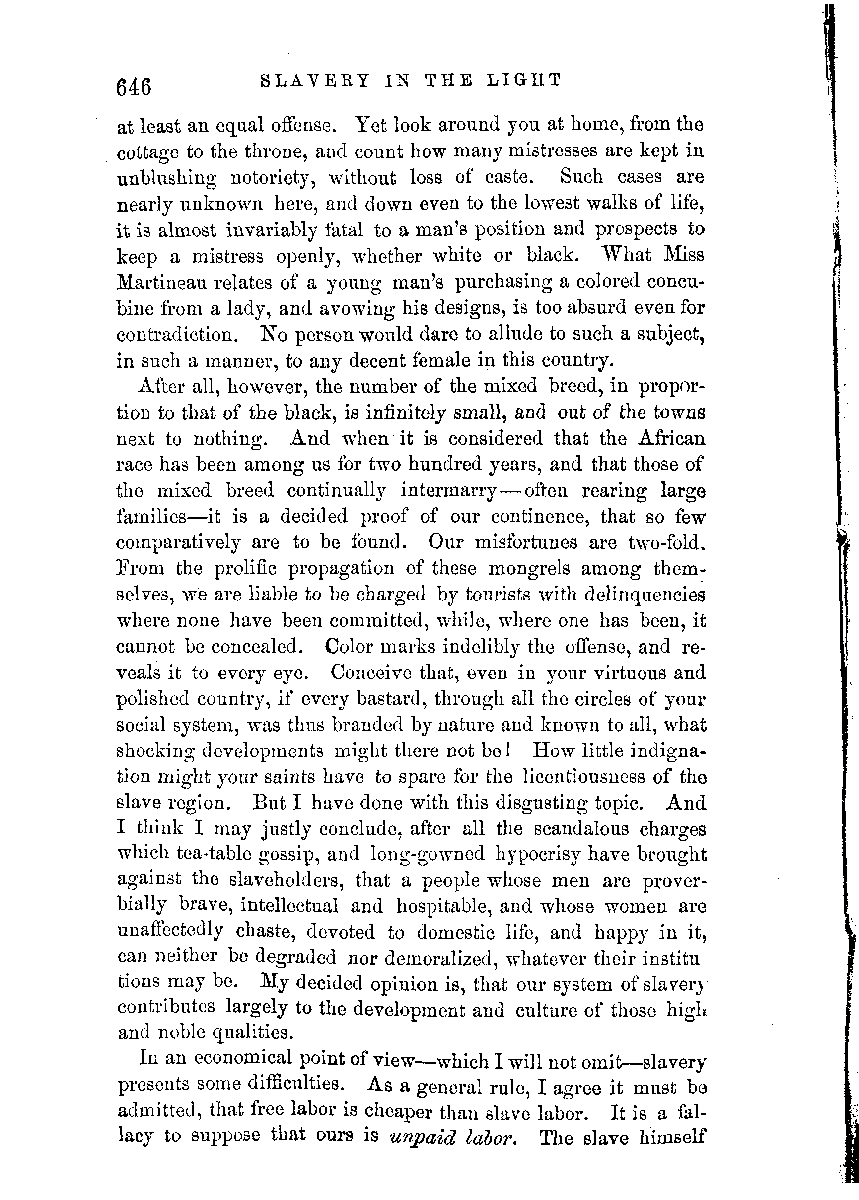 646 SLAVERY IN THE LIGHT
at least an equal offense. Yet look around you at home, from the
cottage to the throne, and count how many mistresses are kept in
unblushing notoriety, without loss of caste. Such cases are
nearly unknown here, and down even to the lowest walks of life,
it is almost invariably fatal to a man's position and prospects to
keep a mistress openly, whether white or black. What Miss
Martineau relates of a young man's purchasing a colored concu-
bine from a lady, and avowing his designs, is too absurd even for
contradiction. No person would dare to allude to such a subject,
in such a manner, to any decent female in this country.
After all, however, the number of the mixed breed, in propor-
tion to that of the black, is infinitely small, and out of the towns
next to nothing. And when it is considered that the African
race has been among us for two hundred years, and that those of
the mixed breed continually intermarry—often rearing large
families—it is a decided proof of our continence, that so few
comparatively are to be found. Our misfortunes are two-fold.
From the prolific propagation of these mongrels among them-
selves, we are liable to be charged by tourists with delinquencies
where none have been committed, while, where one has been, it
cannot be concealed. Color marks indelibly the offense, and re-
veals it to every eye. Conceive that, even in your virtuous and
polished country, if every bastard, through all the circles of your
social system, was thus branded by nature and known to all, what
shocking developments might there not be! How little indigna-
tion might your saints have to spare for the licentiousness of the
slave region. But I have done with this disgusting topic. And
I think I may justly conclude, after all the scandalous charges
which tea-table gossip, and long-gowned hypocrisy have brought
against the slaveholders, that a people whose men are prover-
bially brave, intellectual and hospitable, and whose women are
unaffectedly chaste, devoted to domestic life, and happy in it,
can neither be degraded nor demoralized, whatever their institu
tions may be. My decided opinion is, that our system of slavery
contributes largely to the development and culture of those high
and noble qualities.
In an economical point of view—which I will not omit—slavery
presents some difficulties. As a general rule, I agree it must be
admitted, that free labor is cheaper than slave labor. It is a fal-
lacy to suppose that ours is unpaid labor. The slave himself